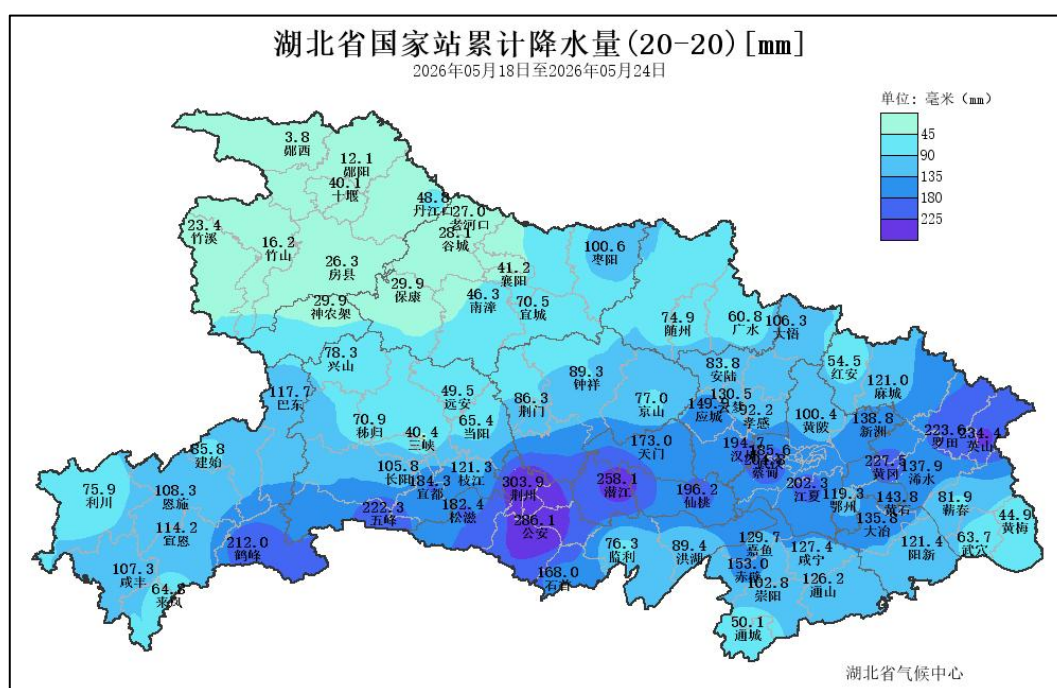 湖北省国家站累计降水量(20-20)[mm]
2026年05月18日至2026年05月24日
单位: 毫米 (mm)
45
90
135
180
225
3.8
郧西
12.1
郧阳
40.1
十堰
48.8
丹江口
27.0
老河口
28.1
谷城
23.4
竹溪
16.2
竹山
26.3
房县
29.9
保康
41.2
襄阳
100.6
枣阳
29.9
神农架
46.3
南漳
70.5
宜城
74.9
随州
60.8
广水
106.3
大悟
78.3
兴山
89.3
钟祥
83.8
安陆
54.5
红安
121.0
麻城
117.7
巴东
49.5
远安
86.3
荆门
77.0
京山
149.9
应城
130.5
云梦
92.2
孝感
100.4
黄陂
138.8
新洲
70.9
秭归
40.4
三峡
65.4
当阳
173.0
天门
194.7
185.6
蔡甸
223.6
罗田
234.4
英山
85.8
建始
105.8
长阳
121.3
枝江
184.3
宜都
303.9
荆州
258.1
潜江
196.2
仙桃
202.3
江夏
227.5
黄冈
137.9
浠水
75.9
利川
108.3
恩施
222.3
五峰
182.4
松滋
286.1
公安
119.3
鄂州
143.8
黄石
81.9
蕲春
44.9
黄梅
114.2
宣恩
212.0
鹤峰
76.3
监利
89.4
洪湖
129.7
嘉鱼
127.4
咸宁
135.8
大冶
121.4
阳新
63.7
武穴
107.3
咸丰
64.8
来凤
168.0
石首
153.0
赤壁
102.8
崇阳
126.2
通山
50.1
通城
湖北省气候中心